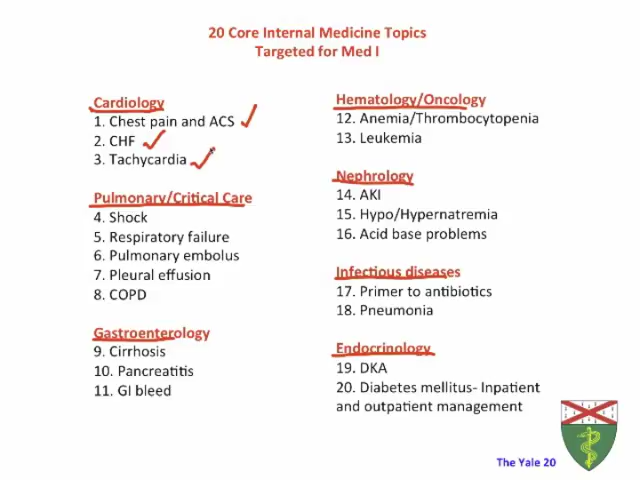 20 Core Internal Medicine Topics
Targeted for Med I
Cardiology
1. Chest pain and ACS
2. CHF
3. Tachycardia
Pulmonary/Critical Care
4. Shock
5. Respiratory failure
6. Pulmonary embolus
7. Pleural effusion
8. COPD
Gastroenterology
9. Cirrhosis
10. Pancreatitis
11. GI bleed
Hematology/Oncology
12. Anemia/Thrombocytopenia
13. Leukemia
Nephrology
14. AKI
15. Hypo/Hypernatremia
16. Acid base problems
Infectious diseases
17. Primer to antibiotics
18. Pneumonia
Endocrinology
19. DKA
20. Diabetes mellitus- Inpatient
and outpatient management
The Yale 20